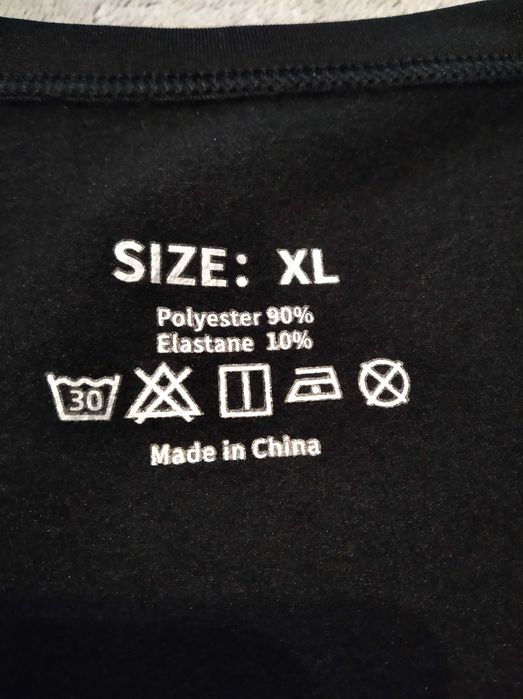 SIZE: XL
Polyester 90%
Elastane 10%
30
Made in China